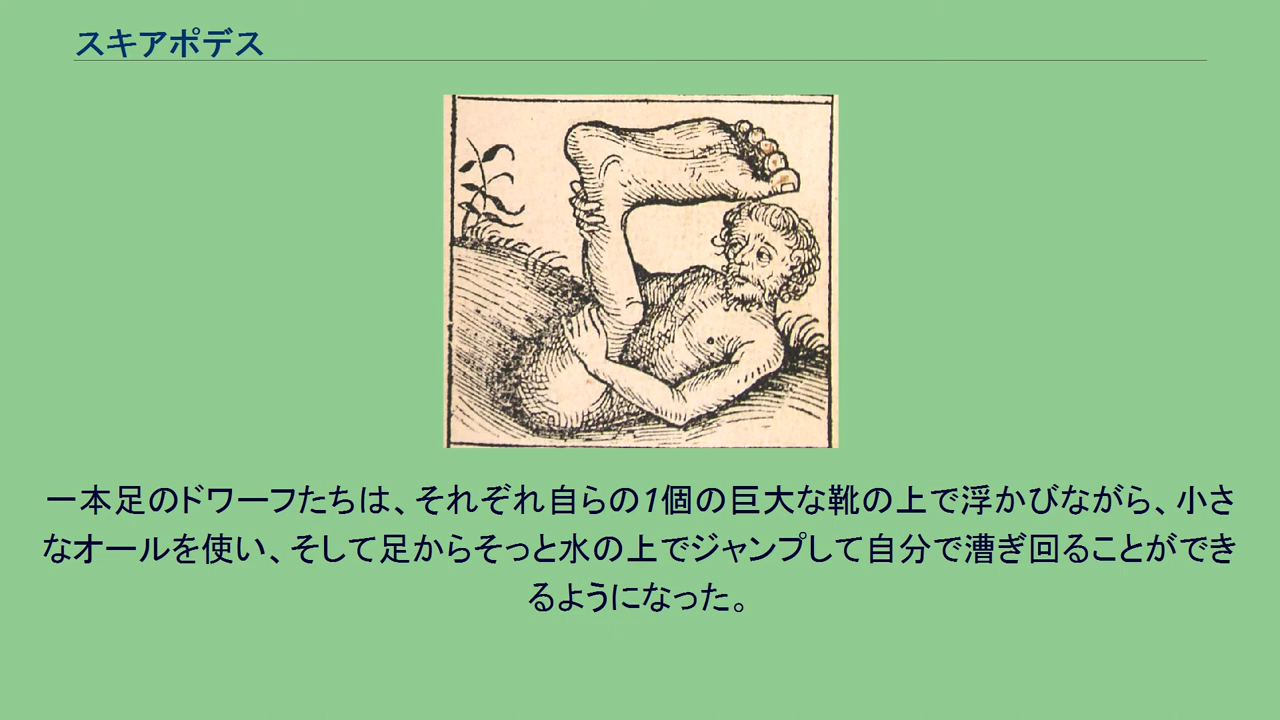 スキアポデス
一本足のドワーフたちは、それぞれ自らの1個の巨大な靴の上で浮かびながら、小さ
なオールを使い、そして足からそっと水の上でジャンプして自分で漕ぎ回ることができ
るようになった。